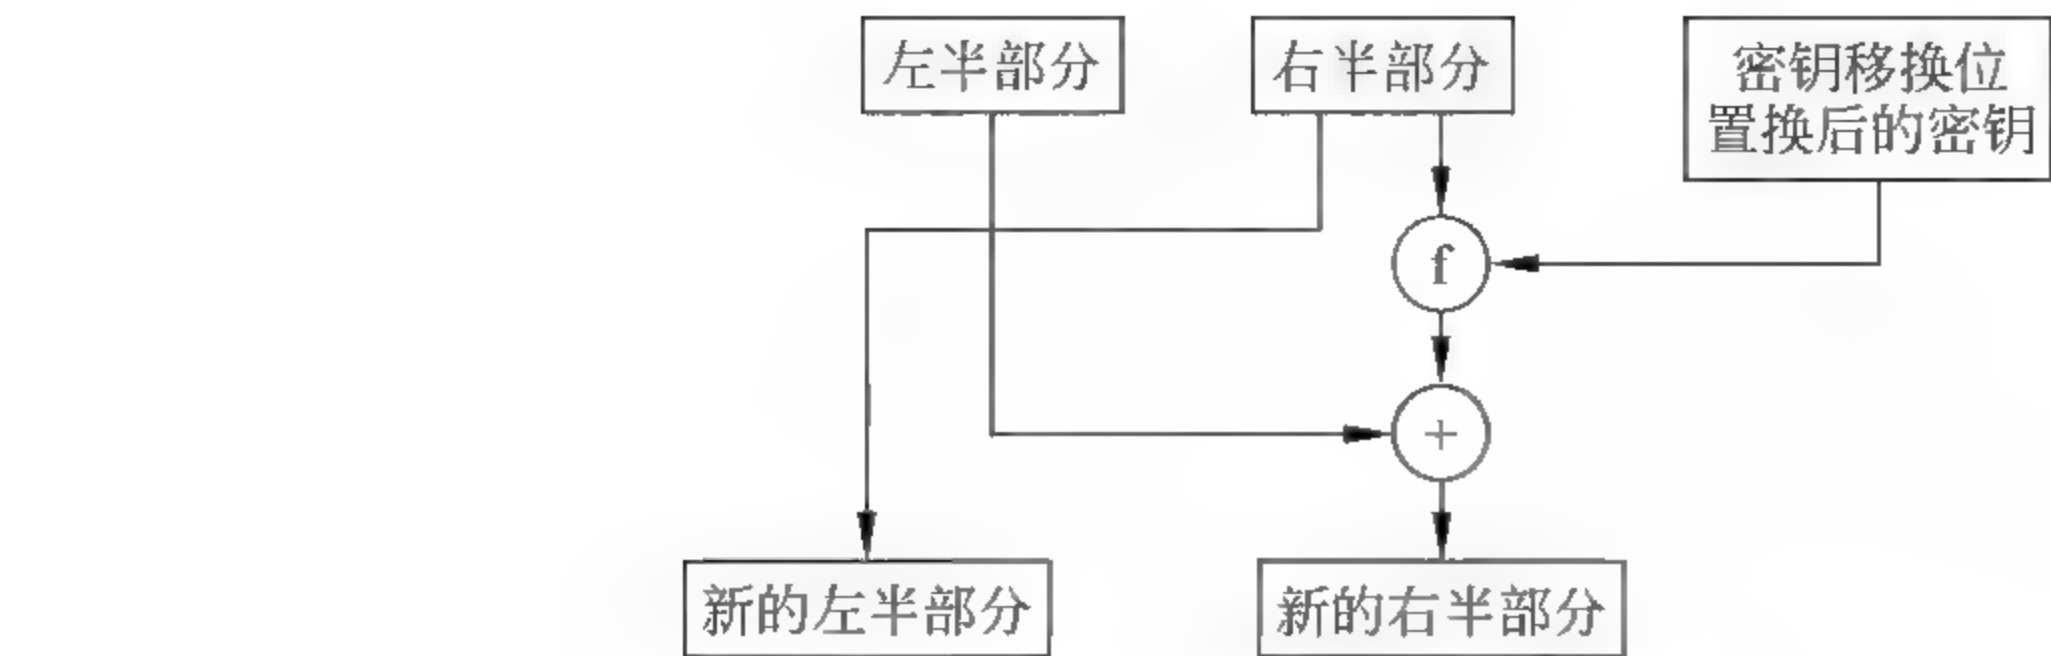 左半部分
右半部分
密钥移换位
置换后的密钥
f
+
新的左半部分
新的右半部分